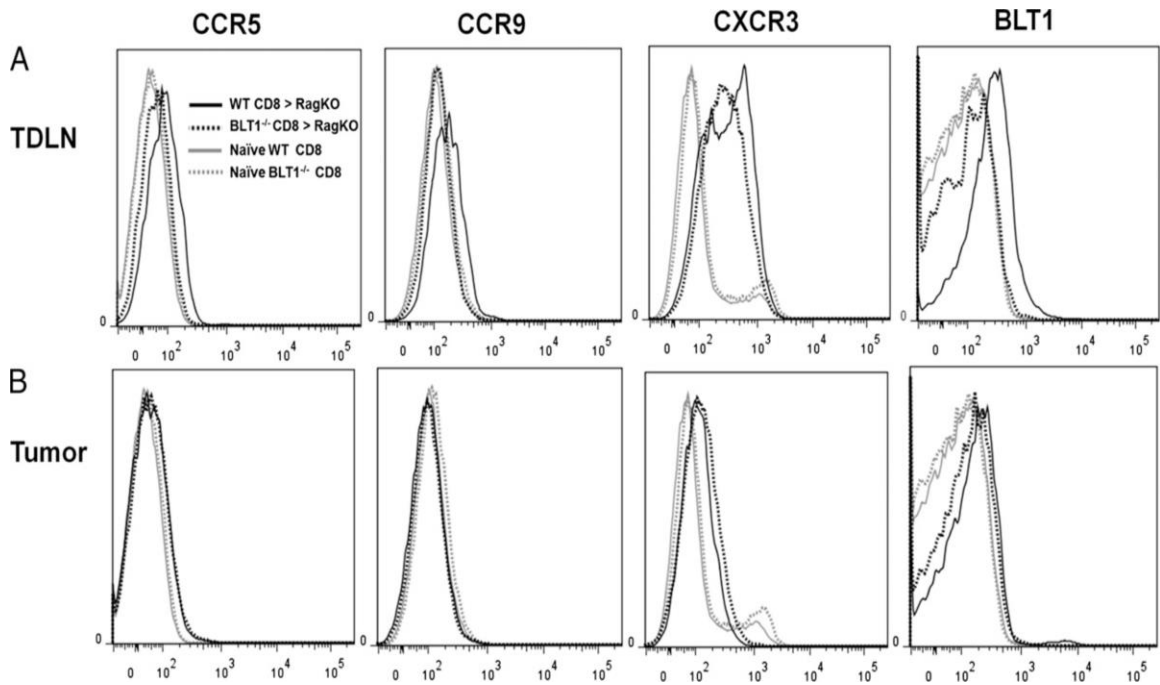 CCR5 CCR9 CXCR3 BLT1
A
TDLN
WT CD8 > RagKO
BLT1-/- CD8 > RagKO
Naïve WT CD8
Naïve BLT1-/- CD8
0 0 0 0
0 10² 10³ 10⁴ 10⁵ 0 10² 10³ 10⁴ 10⁵ 0 10² 10³ 10⁴ 10⁵ 0 10² 10³ 10⁴ 10⁵
B
Tumor
0 0 0 0
0 10² 10³ 10⁴ 10⁵ 0 10² 10³ 10⁴ 10⁵ 0 10² 10³ 10⁴ 10⁵ 0 10² 10³ 10⁴ 10⁵